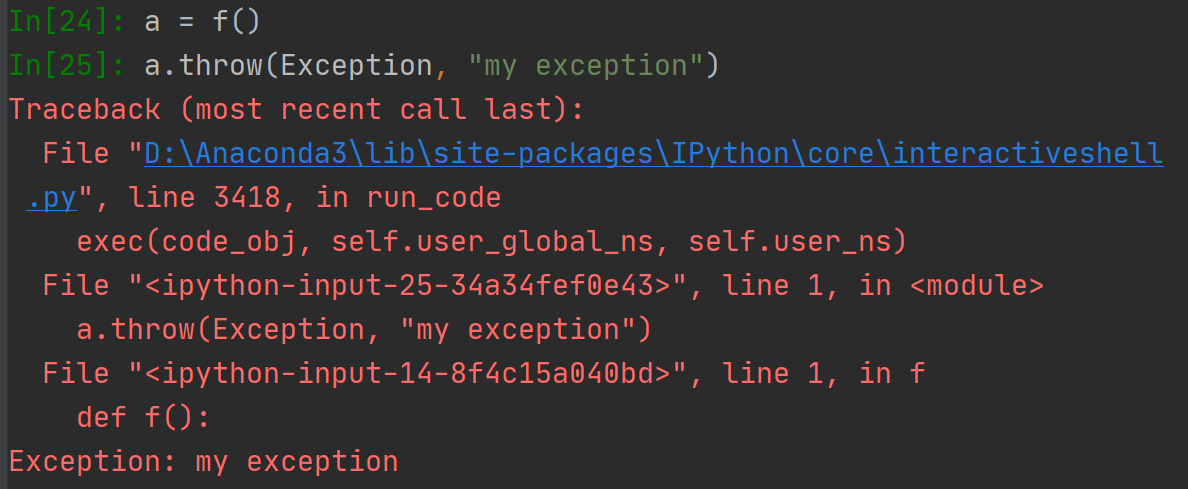 In[24]: a = f()
In[25]: a.throw(Exception, "my exception")
Traceback (most recent call last):
  File "D:\Anaconda3\lib\site-packages\IPython\core\interactiveshell
 .py", line 3418, in run_code
    exec(code_obj, self.user_global_ns, self.user_ns)
  File "<ipython-input-25-34a34fef0e43>", line 1, in <module>
    a.throw(Exception, "my exception")
  File "<ipython-input-14-8f4c15a040bd>", line 1, in f
    def f():
Exception: my exception